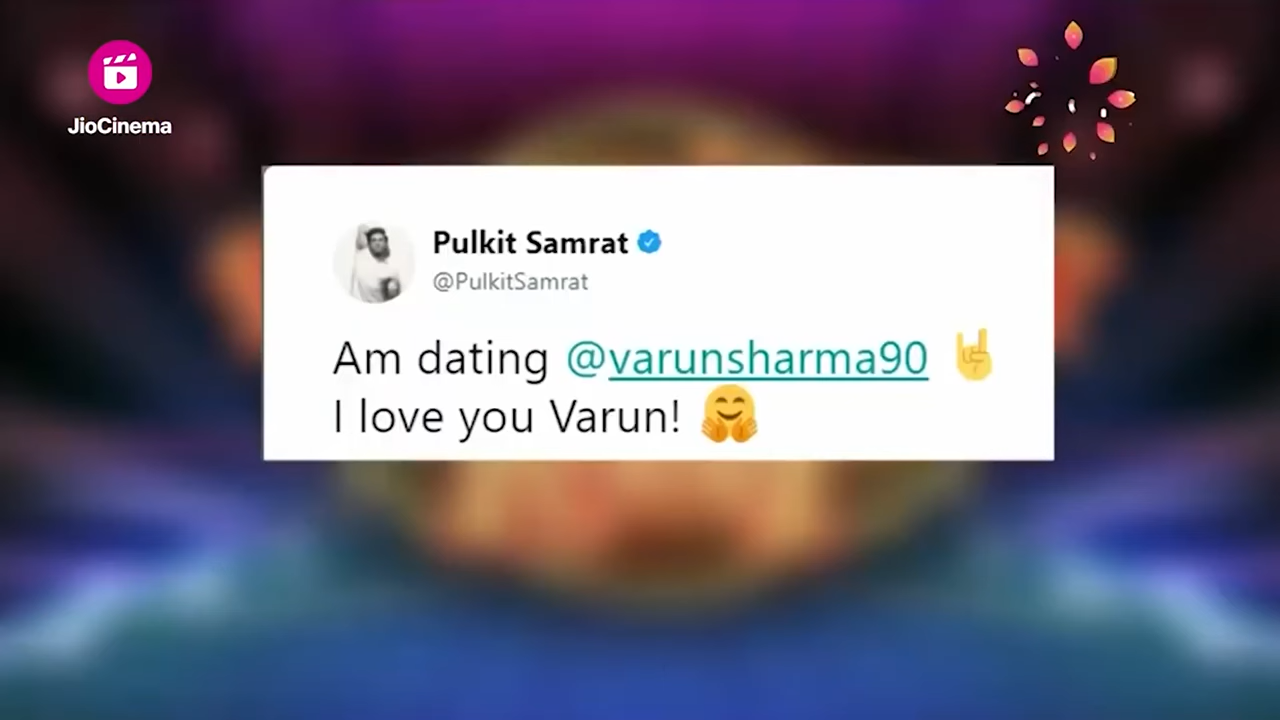 JioCinema
Pulkit Samrat
@PulkitSamrat
Am dating @varunsharma90 🤘
I love you Varun! 🤗